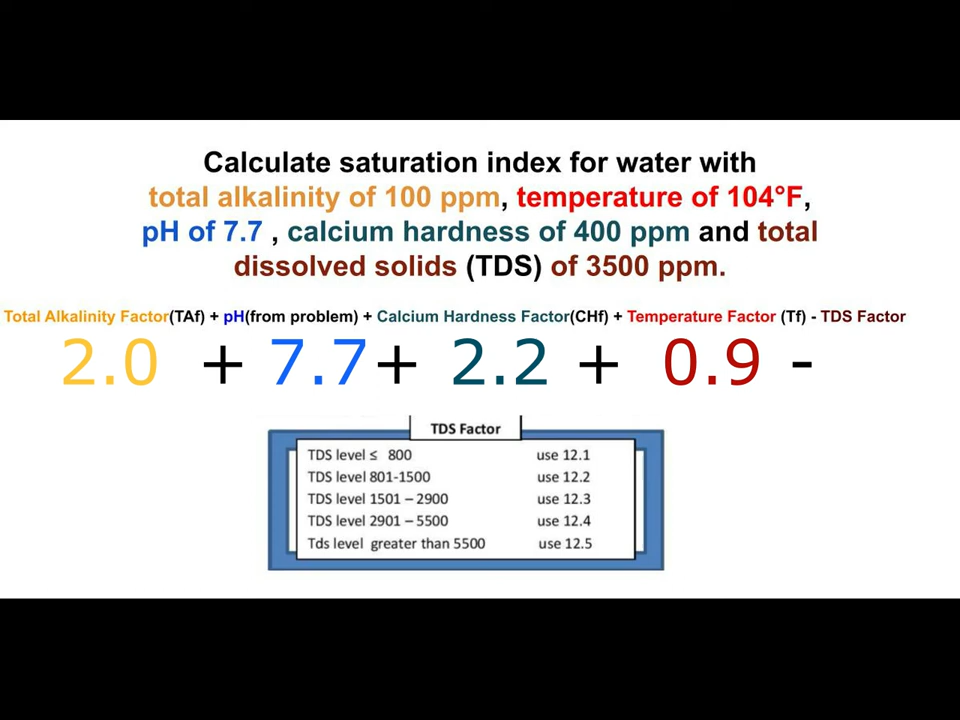 Calculate saturation index for water with
total alkalinity of 100 ppm, temperature of 104°F,
pH of 7.7 , calcium hardness of 400 ppm and total
dissolved solids (TDS) of 3500 ppm.
Total Alkalinity Factor(TAf) + pH(from problem) + Calcium Hardness Factor(CHf) + Temperature Factor (Tf) - TDS Factor
2.0 + 7.7+ 2.2 + 0.9 -
TDS Factor
TDS level ≤ 800 use 12.1
TDS level 801-1500 use 12.2
TDS level 1501 – 2900 use 12.3
TDS level 2901 – 5500 use 12.4
Tds level greater than 5500 use 12.5